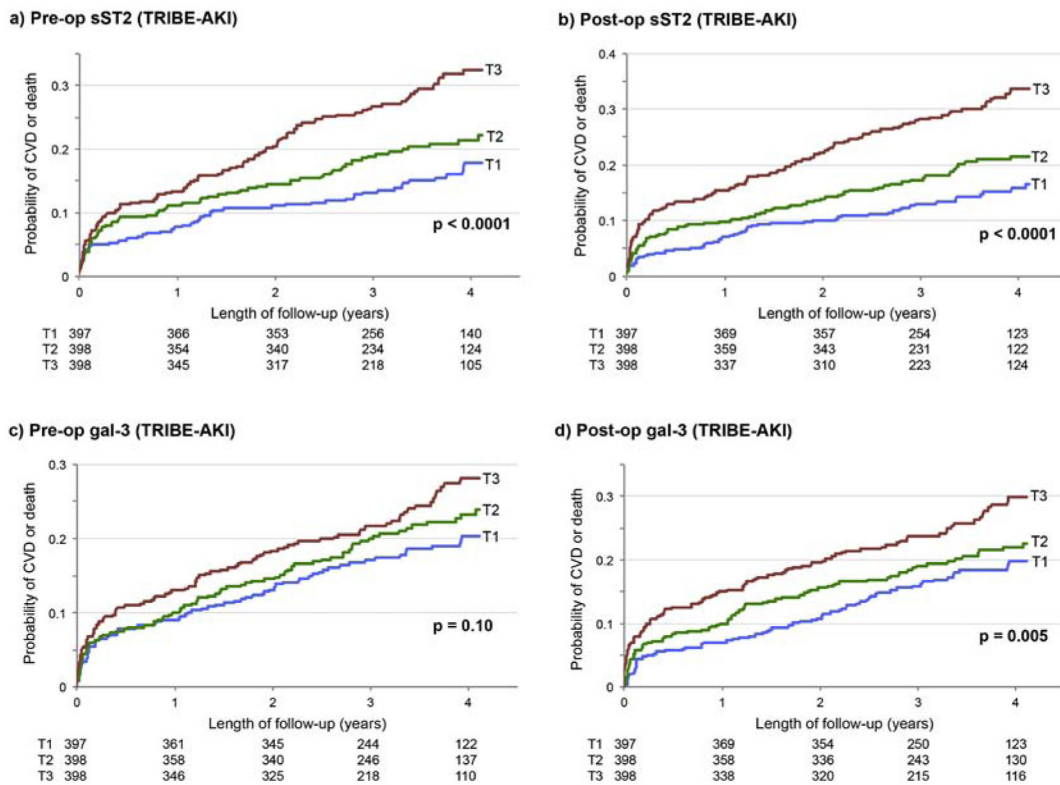 a) Pre-op sST2 (TRIBE-AKI)
Probability of CVD or death
0.3
0.2
0.1
0
T3
T2
T1
p < 0.0001
0 1 2 3 4
Length of follow-up (years)
T1 397 366 353 256 140
T2 398 354 340 234 124
T3 398 345 317 218 105
b) Post-op sST2 (TRIBE-AKI)
Probability of CVD or death
0.4
0.3
0.2
0.1
0
T3
T2
T1
p < 0.0001
0 1 2 3 4
Length of follow-up (years)
T1 397 369 357 254 123
T2 398 359 343 231 122
T3 398 337 310 223 124
c) Pre-op gal-3 (TRIBE-AKI)
Probability of CVD or death
0.3
0.2
0.1
0
T3
T2
T1
p = 0.10
0 1 2 3 4
Length of follow-up (years)
T1 397 361 345 244 122
T2 398 358 340 246 137
T3 398 346 325 218 110
d) Post-op gal-3 (TRIBE-AKI)
Probability of CVD or death
0.3
0.2
0.1
0
T3
T2
T1
p = 0.005
0 1 2 3 4
Length of follow-up (years)
T1 397 369 354 250 123
T2 398 358 336 243 130
T3 398 338 320 215 116